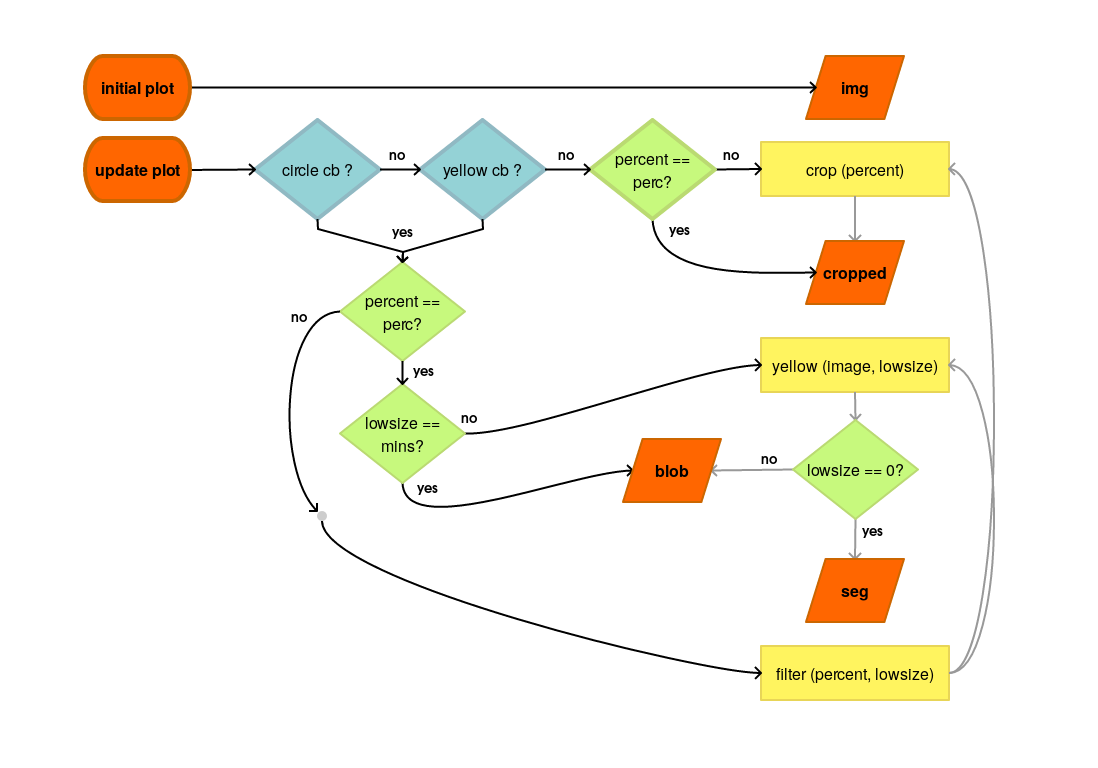 initial plot
img
update plot
circle cb ?
no
yellow cb ?
no
percent ==
perc?
no
crop (percent)
yes
yes
cropped
percent ==
perc?
no
yes
yellow (image, lowsize)
lowsize ==
mins?
no
yes
blob
no
lowsize == 0?
yes
seg
filter (percent, lowsize)